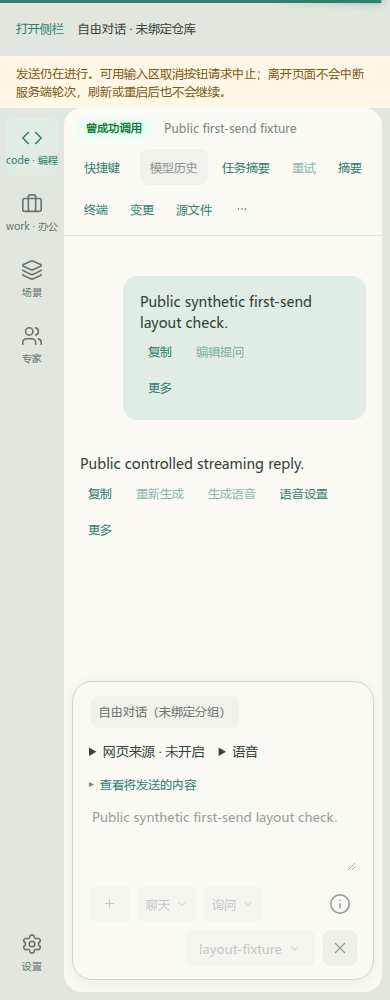 打开侧栏 自由对话 · 未绑定仓库
发送仍在进行。可用输入区取消按钮请求中止；离开页面不会中断
服务端轮次，刷新或重启后也不会继续。
code · 编程
work · 办公
场景
专家
设置
曾成功调用 Public first-send fixture
快捷键 模型历史 任务摘要 重试 摘要
终端 变更 源文件 ···
Public synthetic first-send
layout check.
复制 编辑提问
更多
Public controlled streaming reply.
复制 重新生成 生成语音 语音设置
更多
自由对话（未绑定分组）
网页来源 · 未开启 语音
查看将发送的内容
Public synthetic first-send layout check.
聊天 询问
layout-fixture